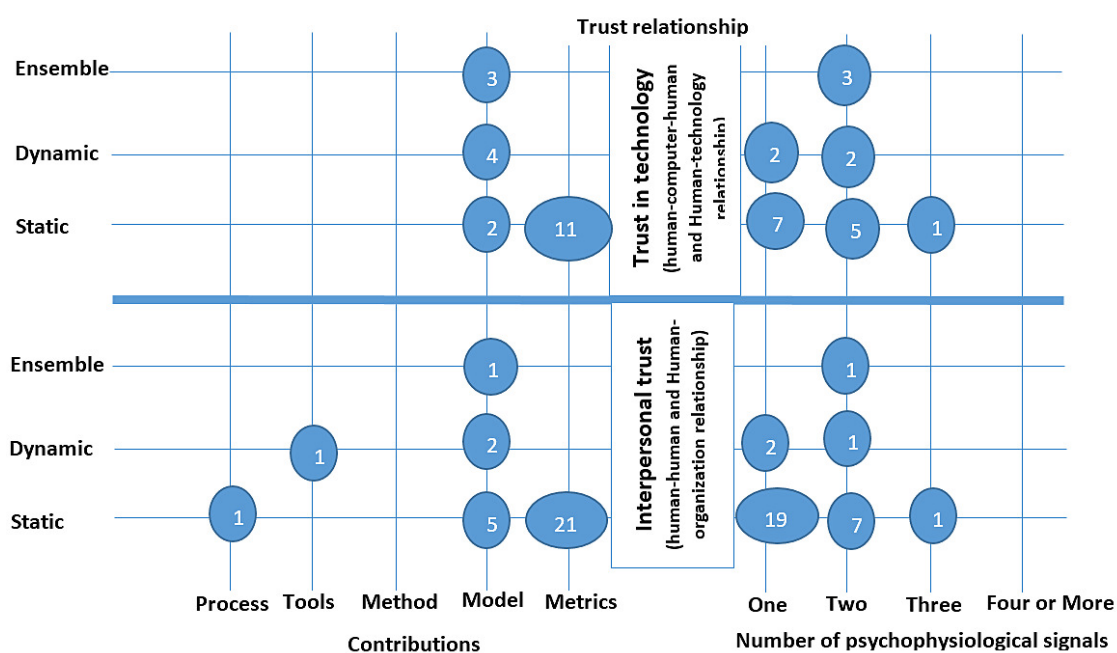 Trust relationship
Ensemble
3
3
Dynamic
4
2
2
Static
2
11
7
5
1
Trust in technology
(human-computer-human
and Human-technology
relationship)
Ensemble
1
1
Dynamic
1
2
2
1
Static
1
5
21
19
7
1
Interpersonal trust
(human-human and Human-
organization relationship)
Process
Tools
Method
Model
Metrics
One
Two
Three
Four or More
Contributions
Number of psychophysiological signals